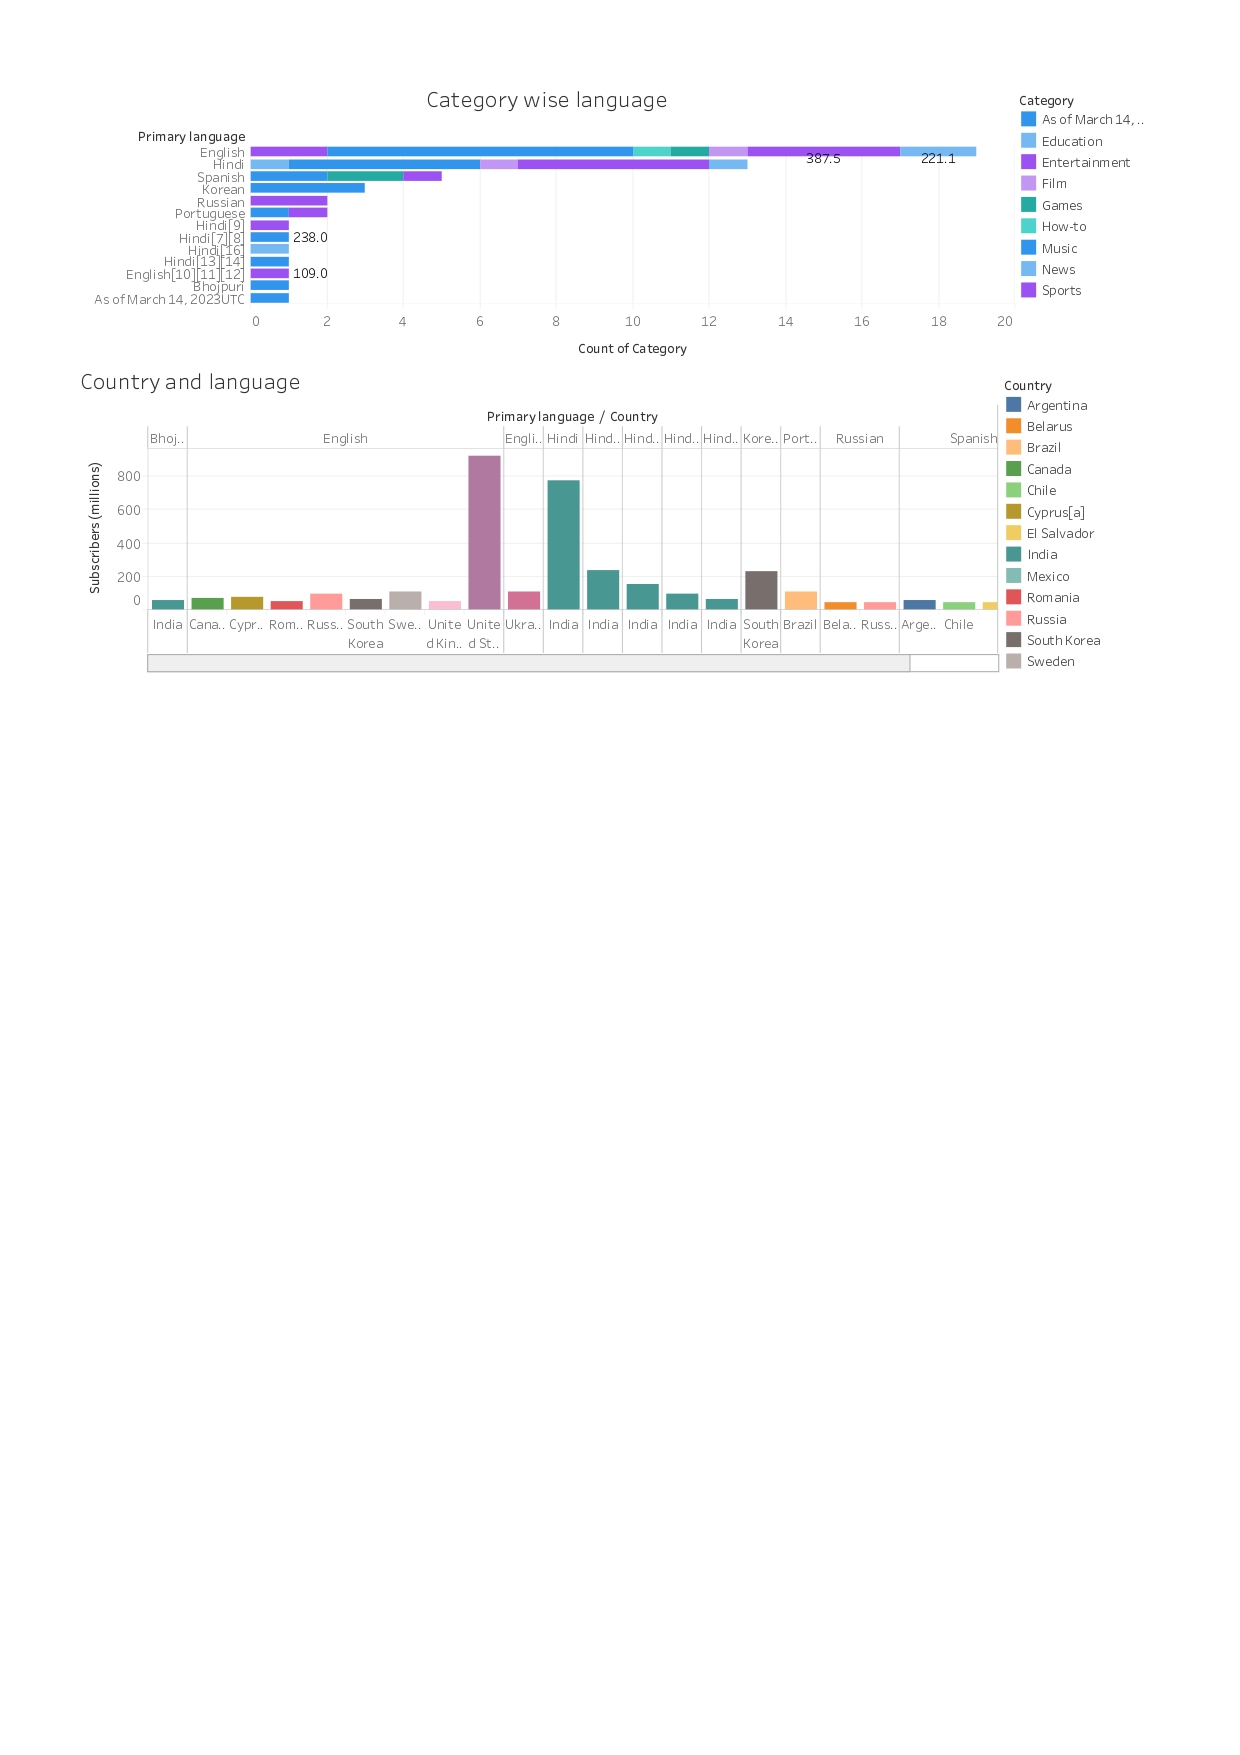 Category wise language
Primary language
English
387.5
221.1
Hindi
Spanish
Korean
Russian
Portuguese
Hindi[9]
Hindi[7][8]
238.0
Hindi[16]
Hindi[13][14]
English[10][11][12]
109.0
Bhojpuri
As of March 14, 2023UTC
0 2 4 6 8 10 12 14 16 18 20
Count of Category
Category
As of March 14, ..
Education
Entertainment
Film
Games
How-to
Music
News
Sports
Country and language
Primary language / Country
Bhoj.. English Engli.. Hindi Hind.. Hind.. Hind.. Hind.. Kore.. Port.. Russian Spanish
Subscribers (millions)
800
600
400
200
0
India Cana.. Cypr.. Rom.. Russ.. South Swe.. Unite Unite Ukra.. India India India India India South Brazil Bela.. Russ.. Arge.. Chile
Korea d Kin.. d St.. Korea
Country
Argentina
Belarus
Brazil
Canada
Chile
Cyprus[a]
El Salvador
India
Mexico
Romania
Russia
South Korea
Sweden